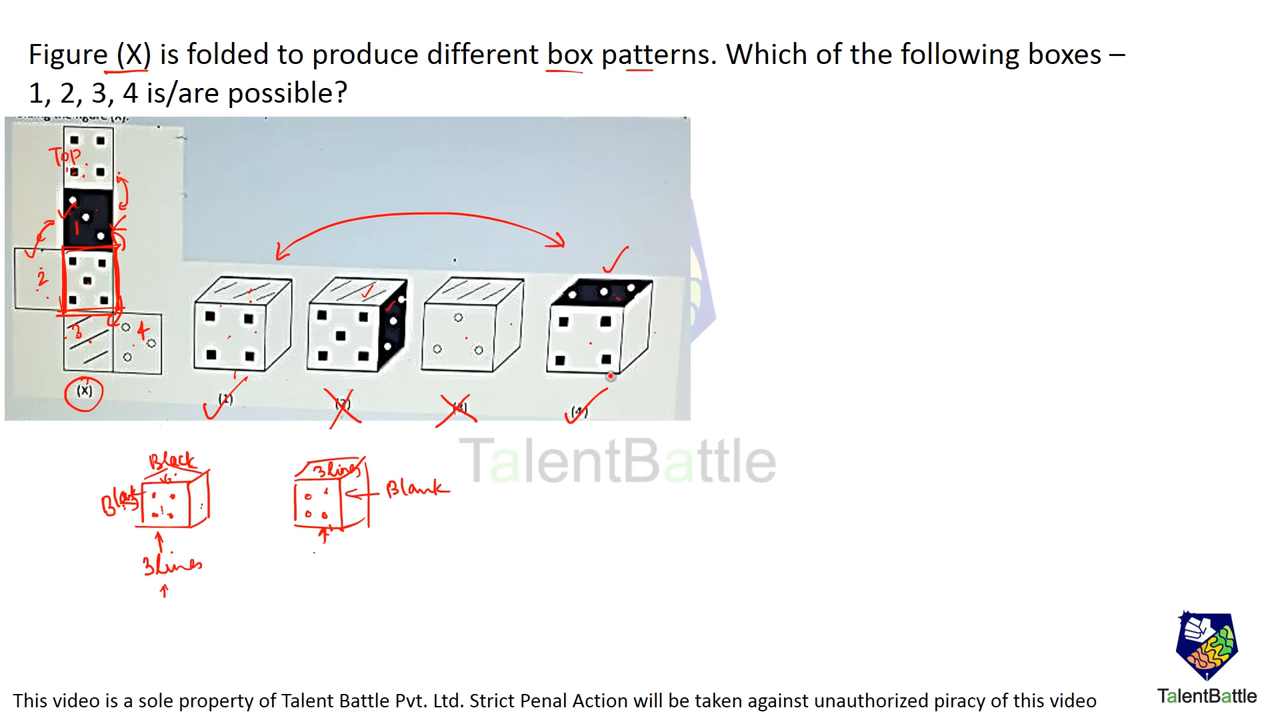 Figure (X) is folded to produce different box patterns. Which of the following boxes –
1, 2, 3, 4 is/are possible?
the figure (X).
Top
1
2
3
4
(X)
(1)
(4)
TalentBattle
Black
Blank
3 lines
3 lines
Blank
TalentBattle
This video is a sole property of Talent Battle Pvt. Ltd. Strict Penal Action will be taken against unauthorized piracy of this video